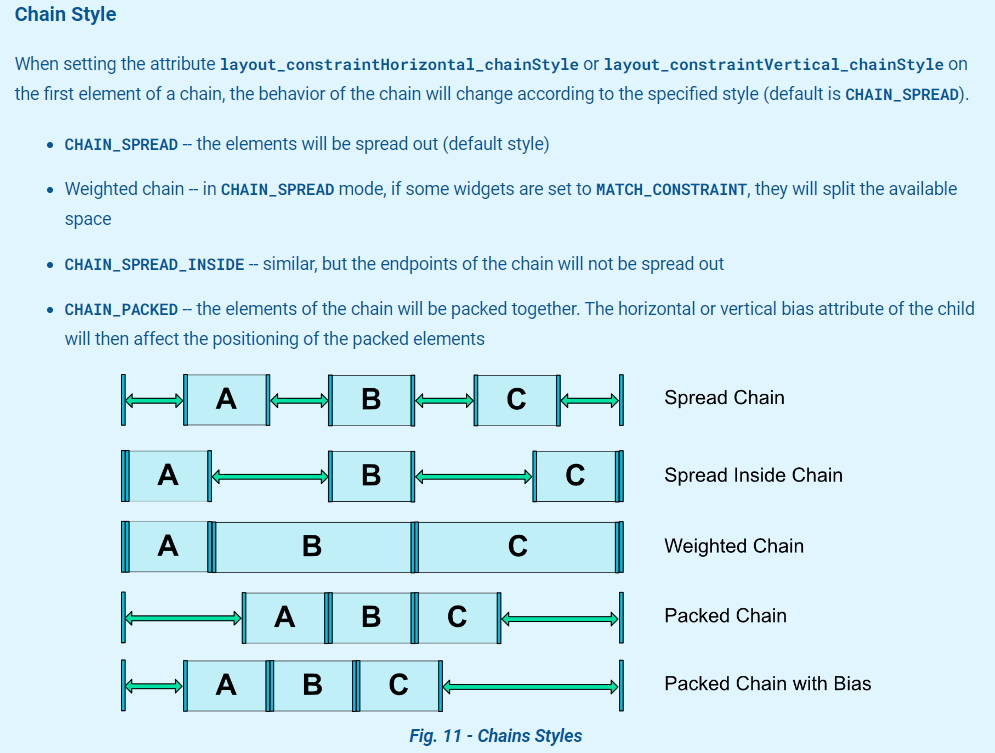 Chain Style
When setting the attribute layout_constraintHorizontal_chainStyle or layout_constraintVertical_chainStyle on
the first element of a chain, the behavior of the chain will change according to the specified style (default is CHAIN_SPREAD).
• CHAIN_SPREAD -- the elements will be spread out (default style)
• Weighted chain -- in CHAIN_SPREAD mode, if some widgets are set to MATCH_CONSTRAINT, they will split the available
space
• CHAIN_SPREAD_INSIDE -- similar, but the endpoints of the chain will not be spread out
• CHAIN_PACKED -- the elements of the chain will be packed together. The horizontal or vertical bias attribute of the child
will then affect the positioning of the packed elements
A B C Spread Chain
A B C Spread Inside Chain
A B C Weighted Chain
A B C Packed Chain
A B C Packed Chain with Bias
Fig. 11 - Chains Styles